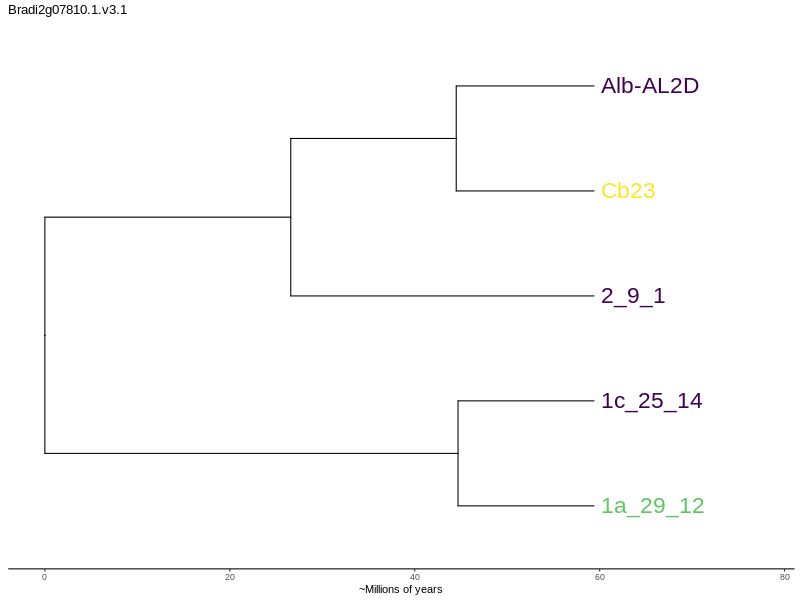 Bradi2g07810.1.v3.1
Alb-AL2D
Cb23
2_9_1
1c_25_14
1a_29_12
0 20 40 60 80
~Millions of years